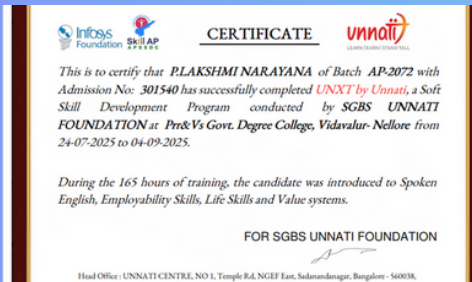 Infosys
Foundation
Skill AP
APSSDC
CERTIFICATE
unnati
LEARN | EARN | STAND TALL
This is to certify that P.LAKSHMI NARAYANA of Batch AP-2072 with
Admission No: 301540 has successfully completed UNXT by Unnati, a Soft
Skill Development Program conducted by SGBS UNNATI
FOUNDATION at Prr&Vs Govt. Degree College, Vidavalur- Nellore from
24-07-2025 to 04-09-2025.
During the 165 hours of training, the candidate was introduced to Spoken
English, Employability Skills, Life Skills and Value systems.
FOR SGBS UNNATI FOUNDATION
Head Office : UNNATI CENTRE, NO 1, Temple Rd, NGEF East, Sadanandanagar, Bangalore - 560038,